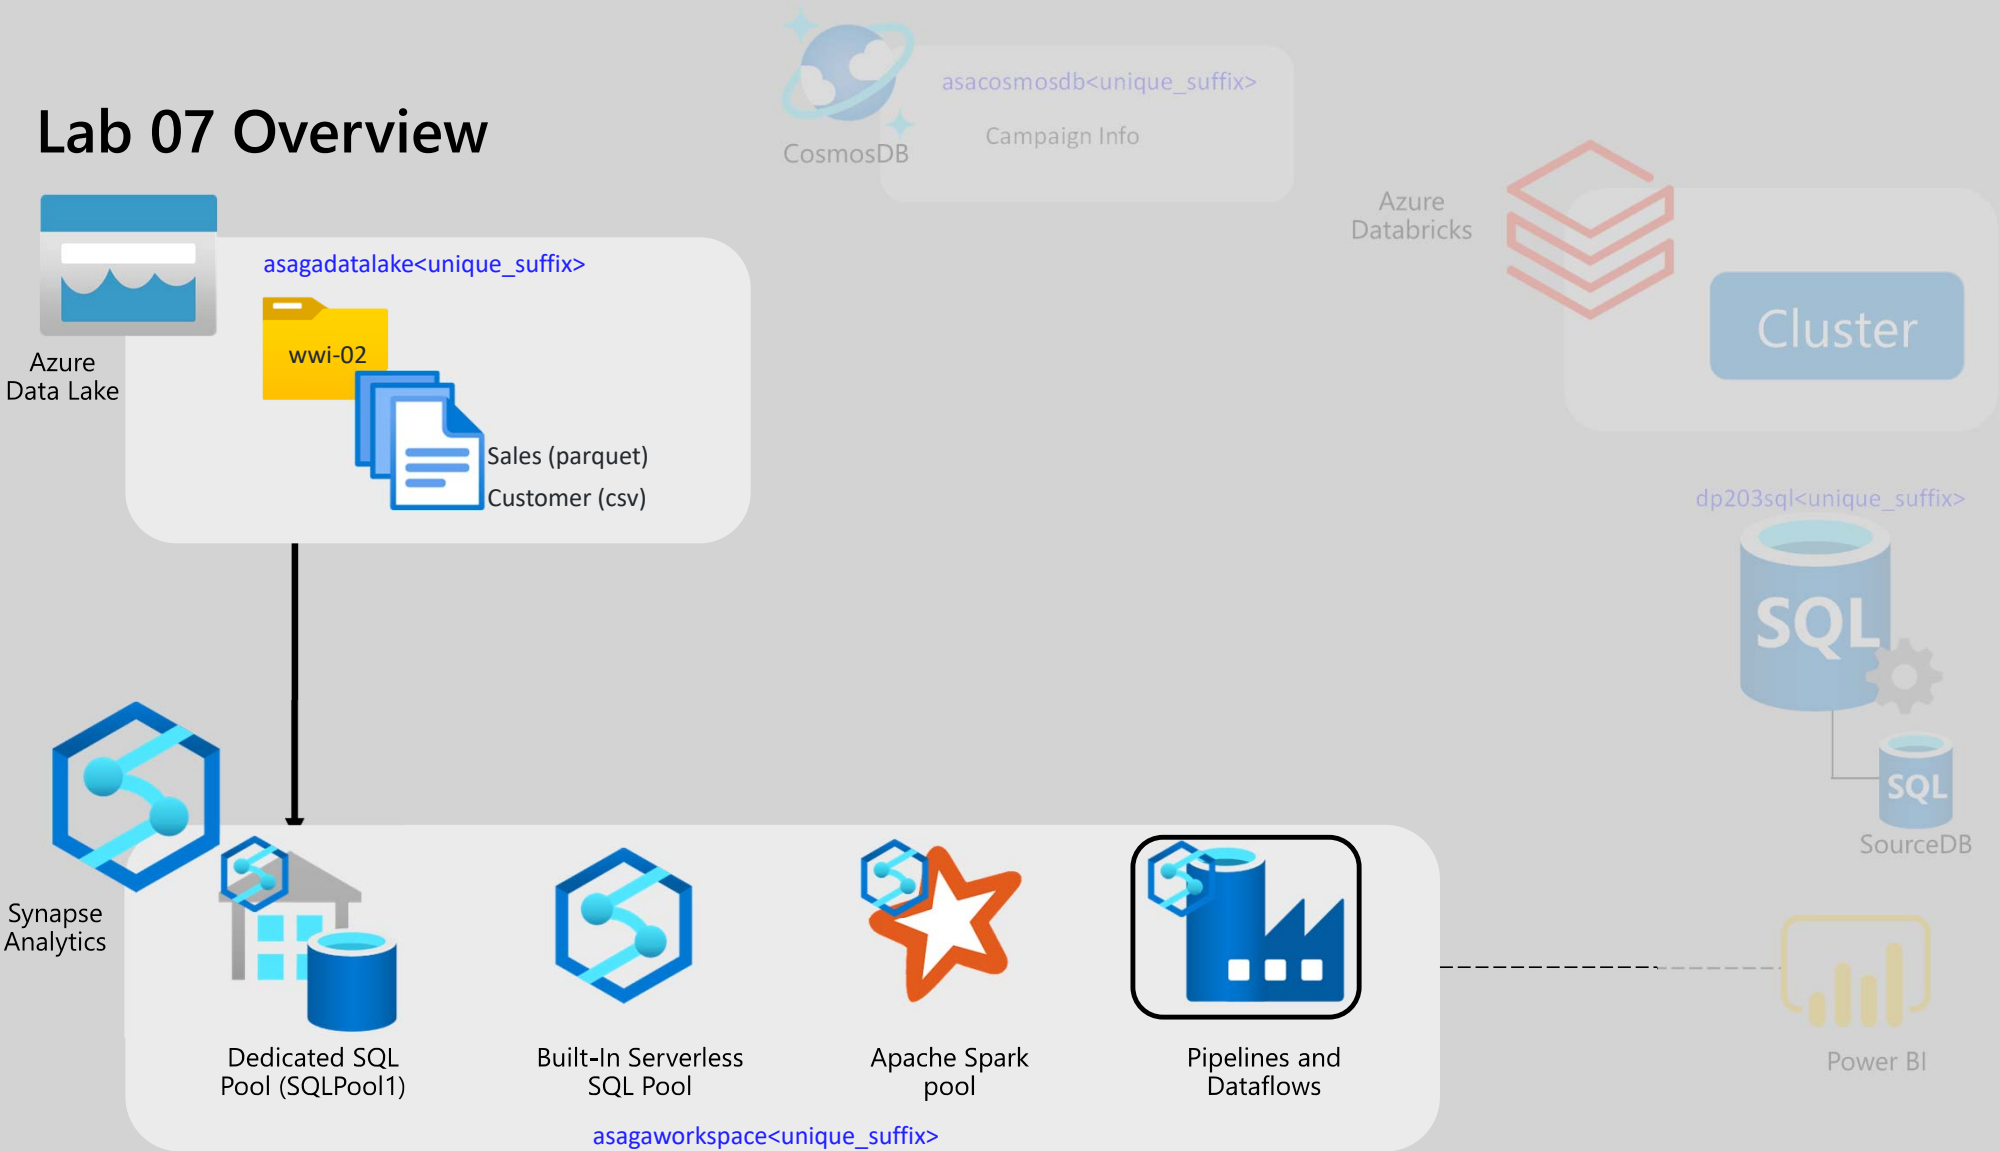 Lab 07 Overview
asacosmosdb<unique_suffix>
Campaign Info
CosmosDB
Azure
Databricks
Cluster
asagadatalake<unique_suffix>
wwi-02
Azure
Data Lake
Sales (parquet)
Customer (csv)
dp203sql<unique_suffix>
SQL
SQL
SourceDB
Synapse
Analytics
Dedicated SQL
Pool (SQLPool1)
Built-In Serverless
SQL Pool
Apache Spark
pool
Pipelines and
Dataflows
Power BI
asagaworkspace<unique_suffix>